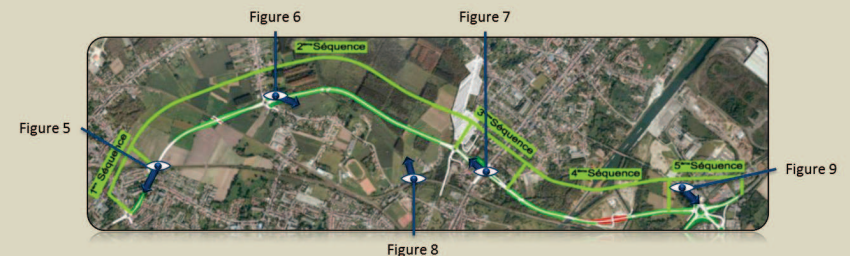 Figure 6
Figure 7
2ème Séquence
Figure 5
3ème Séquence
1ère Séquence
4ème Séquence
5ème Séquence
Figure 9
Figure 8